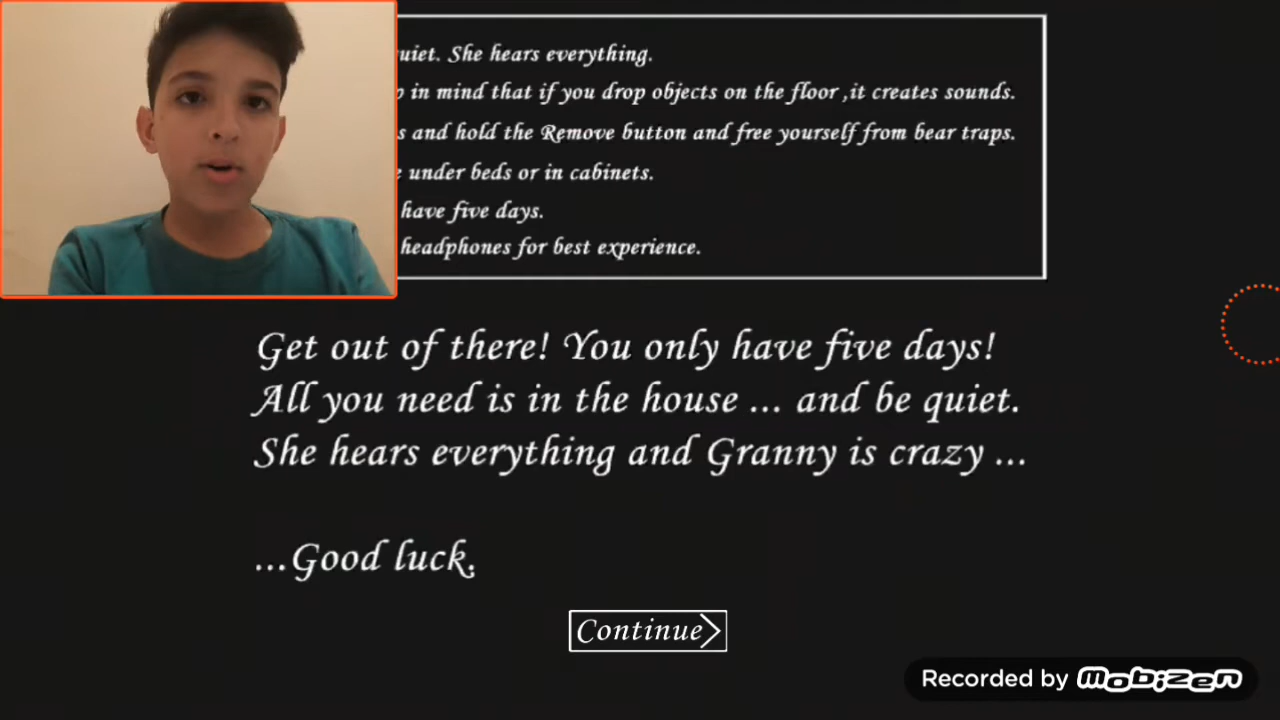 quiet. She hears everything.
in mind that if you drop objects on the floor ,it creates sounds.
and hold the Remove button and free yourself from bear traps.
under beds or in cabinets.
have five days.
headphones for best experience.
Get out of there! You only have five days!
All you need is in the house ... and be quiet.
She hears everything and Granny is crazy ...
...Good luck.
Continue
Recorded by mobizen